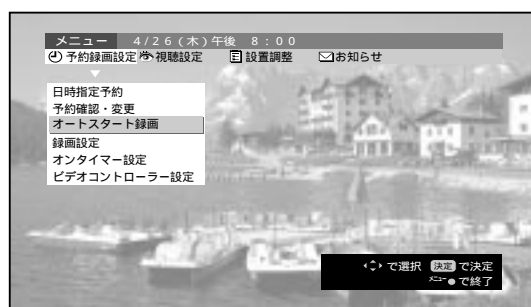 メニュー 4/26(木)午後 8:00
予約録画設定 視聴設定 設置調整 お知らせ
日時指定予約
予約確認・変更
オートスタート録画
録画設定
オンタイマー設定
ビデオコントローラー設定
で選択 決定 で決定
メニュー で終了